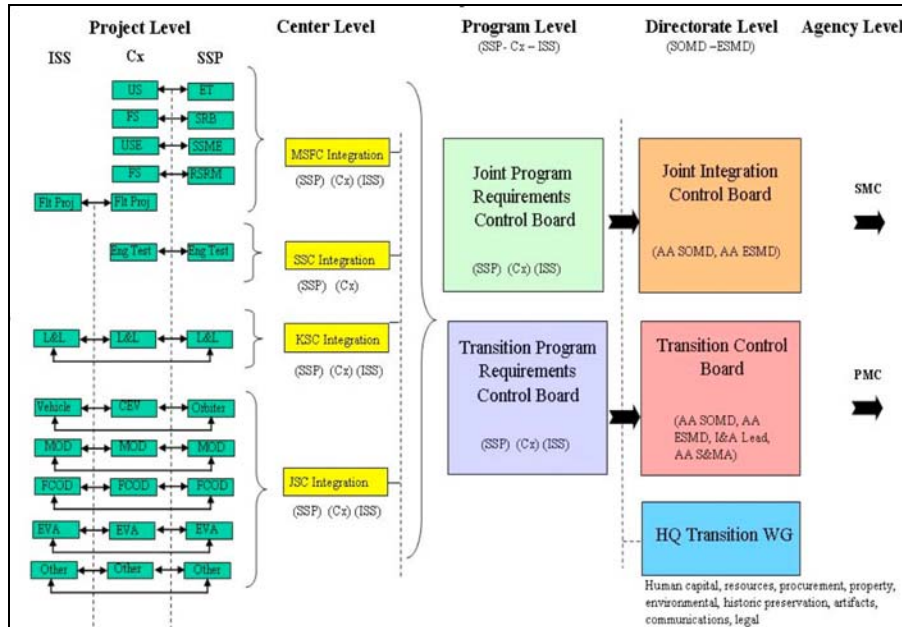 Project Level
Center Level
Program Level
(SSP- Cx – ISS)
Directorate Level
(SOMD –ESMD)
Agency Level
ISS
Cx
SSP
US
ET
FS
SRB
USE
SSME
FS
RSRM
Flt Proj
Flt Proj
MSFC Integration
(SSP) (Cx) (ISS)
Eng Test
Eng Test
SSC Integration
(SSP) (Cx)
L&L
L&L
L&L
KSC Integration
(SSP) (Cx) (ISS)
Vehicle
CEV
Orbiter
MOD
MOD
MOD
FCOD
FCOD
FCOD
EVA
EVA
EVA
Other
Other
Other
JSC Integration
(SSP) (Cx) (ISS)
Joint Program
Requirements
Control Board
(SSP) (Cx) (ISS)
Transition Program
Requirements
Control Board
(SSP) (Cx) (ISS)
Joint Integration
Control Board
(AA SOMD, AA ESMD)
Transition Control
Board
(AA SOMD, AA
ESMD, I&A Lead,
AA S&MA)
HQ Transition WG
Human capital, resources, procurement, property,
environmental, historic preservation, artifacts,
communications, legal
SMC
PMC